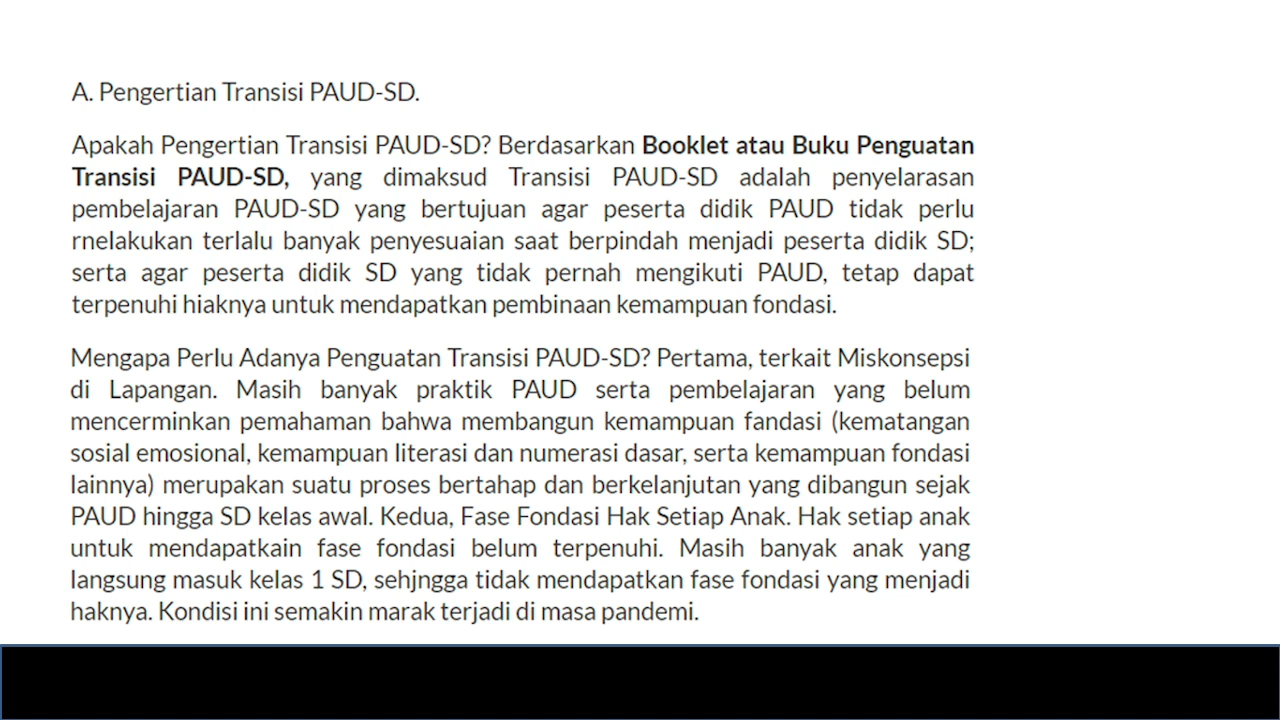 A. Pengertian Transisi PAUD-SD.
Apakah Pengertian Transisi PAUD-SD? Berdasarkan Booklet atau Buku Penguatan
Transisi PAUD-SD, yang dimaksud Transisi PAUD-SD adalah penyelarasan
pembelajaran PAUD-SD yang bertujuan agar peserta didik PAUD tidak perlu
rnelakukan terlalu banyak penyesuaian saat berpindah menjadi peserta didik SD;
serta agar peserta didik SD yang tidak pernah mengikuti PAUD, tetap dapat
terpenuhi hiaknya untuk mendapatkan pembinaan kemampuan fondasi.
Mengapa Perlu Adanya Penguatan Transisi PAUD-SD? Pertama, terkait Miskonsepsi
di Lapangan. Masih banyak praktik PAUD serta pembelajaran yang belum
mencerminkan pemahaman bahwa membangun kemampuan fandasi (kematangan
sosial emosional, kemampuan literasi dan numerasi dasar, serta kemampuan fondasi
lainnya) merupakan suatu proses bertahap dan berkelanjutan yang dibangun sejak
PAUD hingga SD kelas awal. Kedua, Fase Fondasi Hak Setiap Anak. Hak setiap anak
untuk mendapatkain fase fondasi belum terpenuhi. Masih banyak anak yang
langsung masuk kelas 1 SD, sehjngga tidak mendapatkan fase fondasi yang menjadi
haknya. Kondisi ini semakin marak terjadi di masa pandemi.